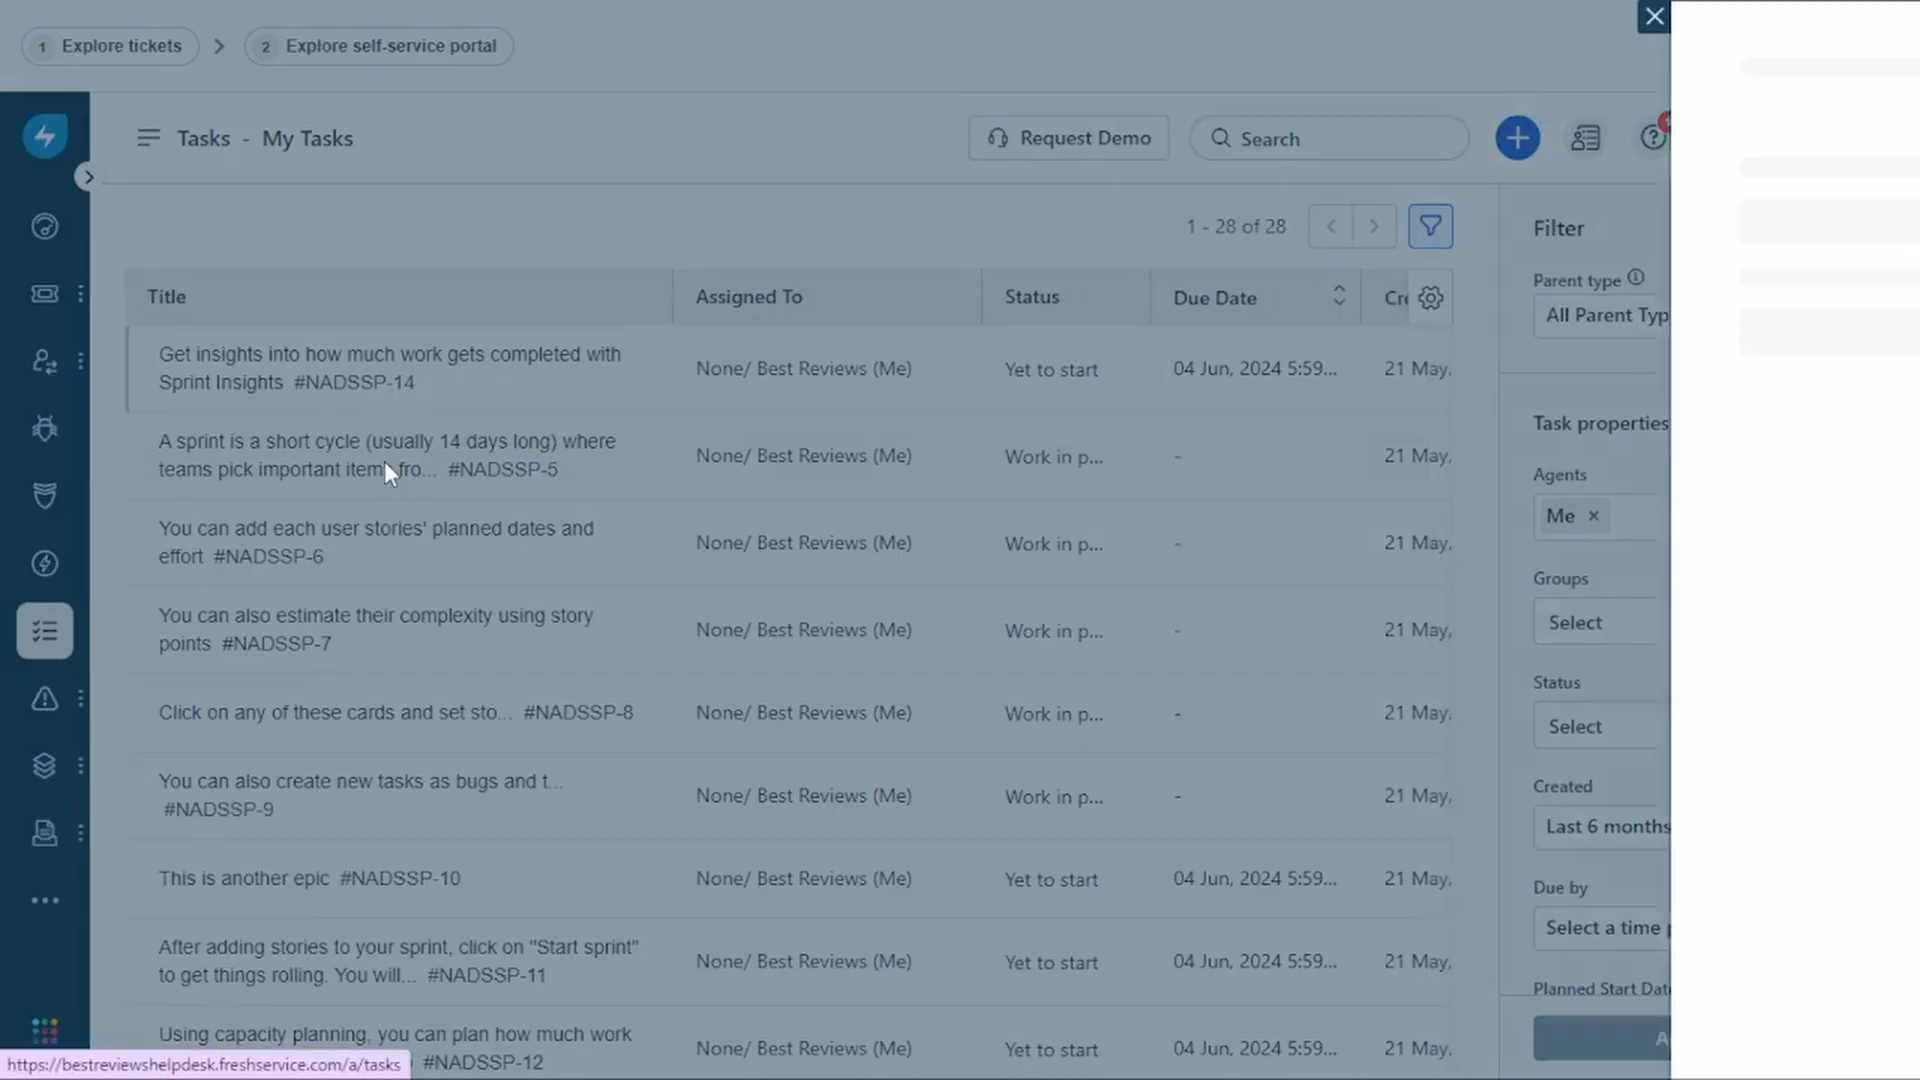 1 Explore tickets
2 Explore self-service portal
Tasks - My Tasks
Request Demo
Search
1 - 28 of 28
Title
Assigned To
Status
Due Date
Get insights into how much work gets completed with
Sprint Insights #NADSSP-14
None/ Best Reviews (Me)
Yet to start
04 Jun, 2024 5:59...
21 May,
A sprint is a short cycle (usually 14 days long) where
teams pick important items fro... #NADSSP-5
None/ Best Reviews (Me)
Work in p...
-
21 May,
You can add each user stories' planned dates and
effort #NADSSP-6
None/ Best Reviews (Me)
Work in p...
-
21 May,
You can also estimate their complexity using story
points #NADSSP-7
None/ Best Reviews (Me)
Work in p...
-
21 May,
Click on any of these cards and set sto... #NADSSP-8
None/ Best Reviews (Me)
Work in p...
-
21 May,
You can also create new tasks as bugs and t...
#NADSSP-9
None/ Best Reviews (Me)
Work in p...
-
21 May,
This is another epic #NADSSP-10
None/ Best Reviews (Me)
Yet to start
04 Jun, 2024 5:59...
21 May,
After adding stories to your sprint, click on "Start sprint"
to get things rolling. You will... #NADSSP-11
None/ Best Reviews (Me)
Yet to start
04 Jun, 2024 5:59...
21 May,
Using capacity planning, you can plan how much work
#NADSSP-12
None/ Best Reviews (Me)
Yet to start
04 Jun, 2024 5:59...
21 May,
Filter
Parent type
All Parent Typ
Task properties
Agents
Me ×
Groups
Select
Status
Select
Created
Last 6 months
Due by
Select a time
Planned Start Dat
https://bestreviewshelpdesk.freshservice.com/a/tasks